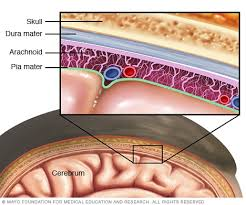 Skull
Dura mater
Arachnoid
Pia mater
Cerebrum
© MAYO FOUNDATION FOR MEDICAL EDUCATION AND RESEARCH. ALL RIGHTS RESERVED.